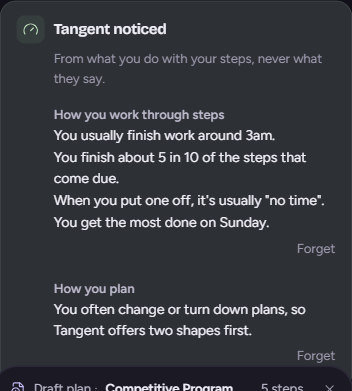 Tangent noticed
From what you do with your steps, never what
they say.
How you work through steps
You usually finish work around 3am.
You finish about 5 in 10 of the steps that
come due.
When you put one off, it's usually "no time".
You get the most done on Sunday.
Forget
How you plan
You often change or turn down plans, so
Tangent offers two shapes first.
Forget
Draft plan · Competitive Program 5 steps ×